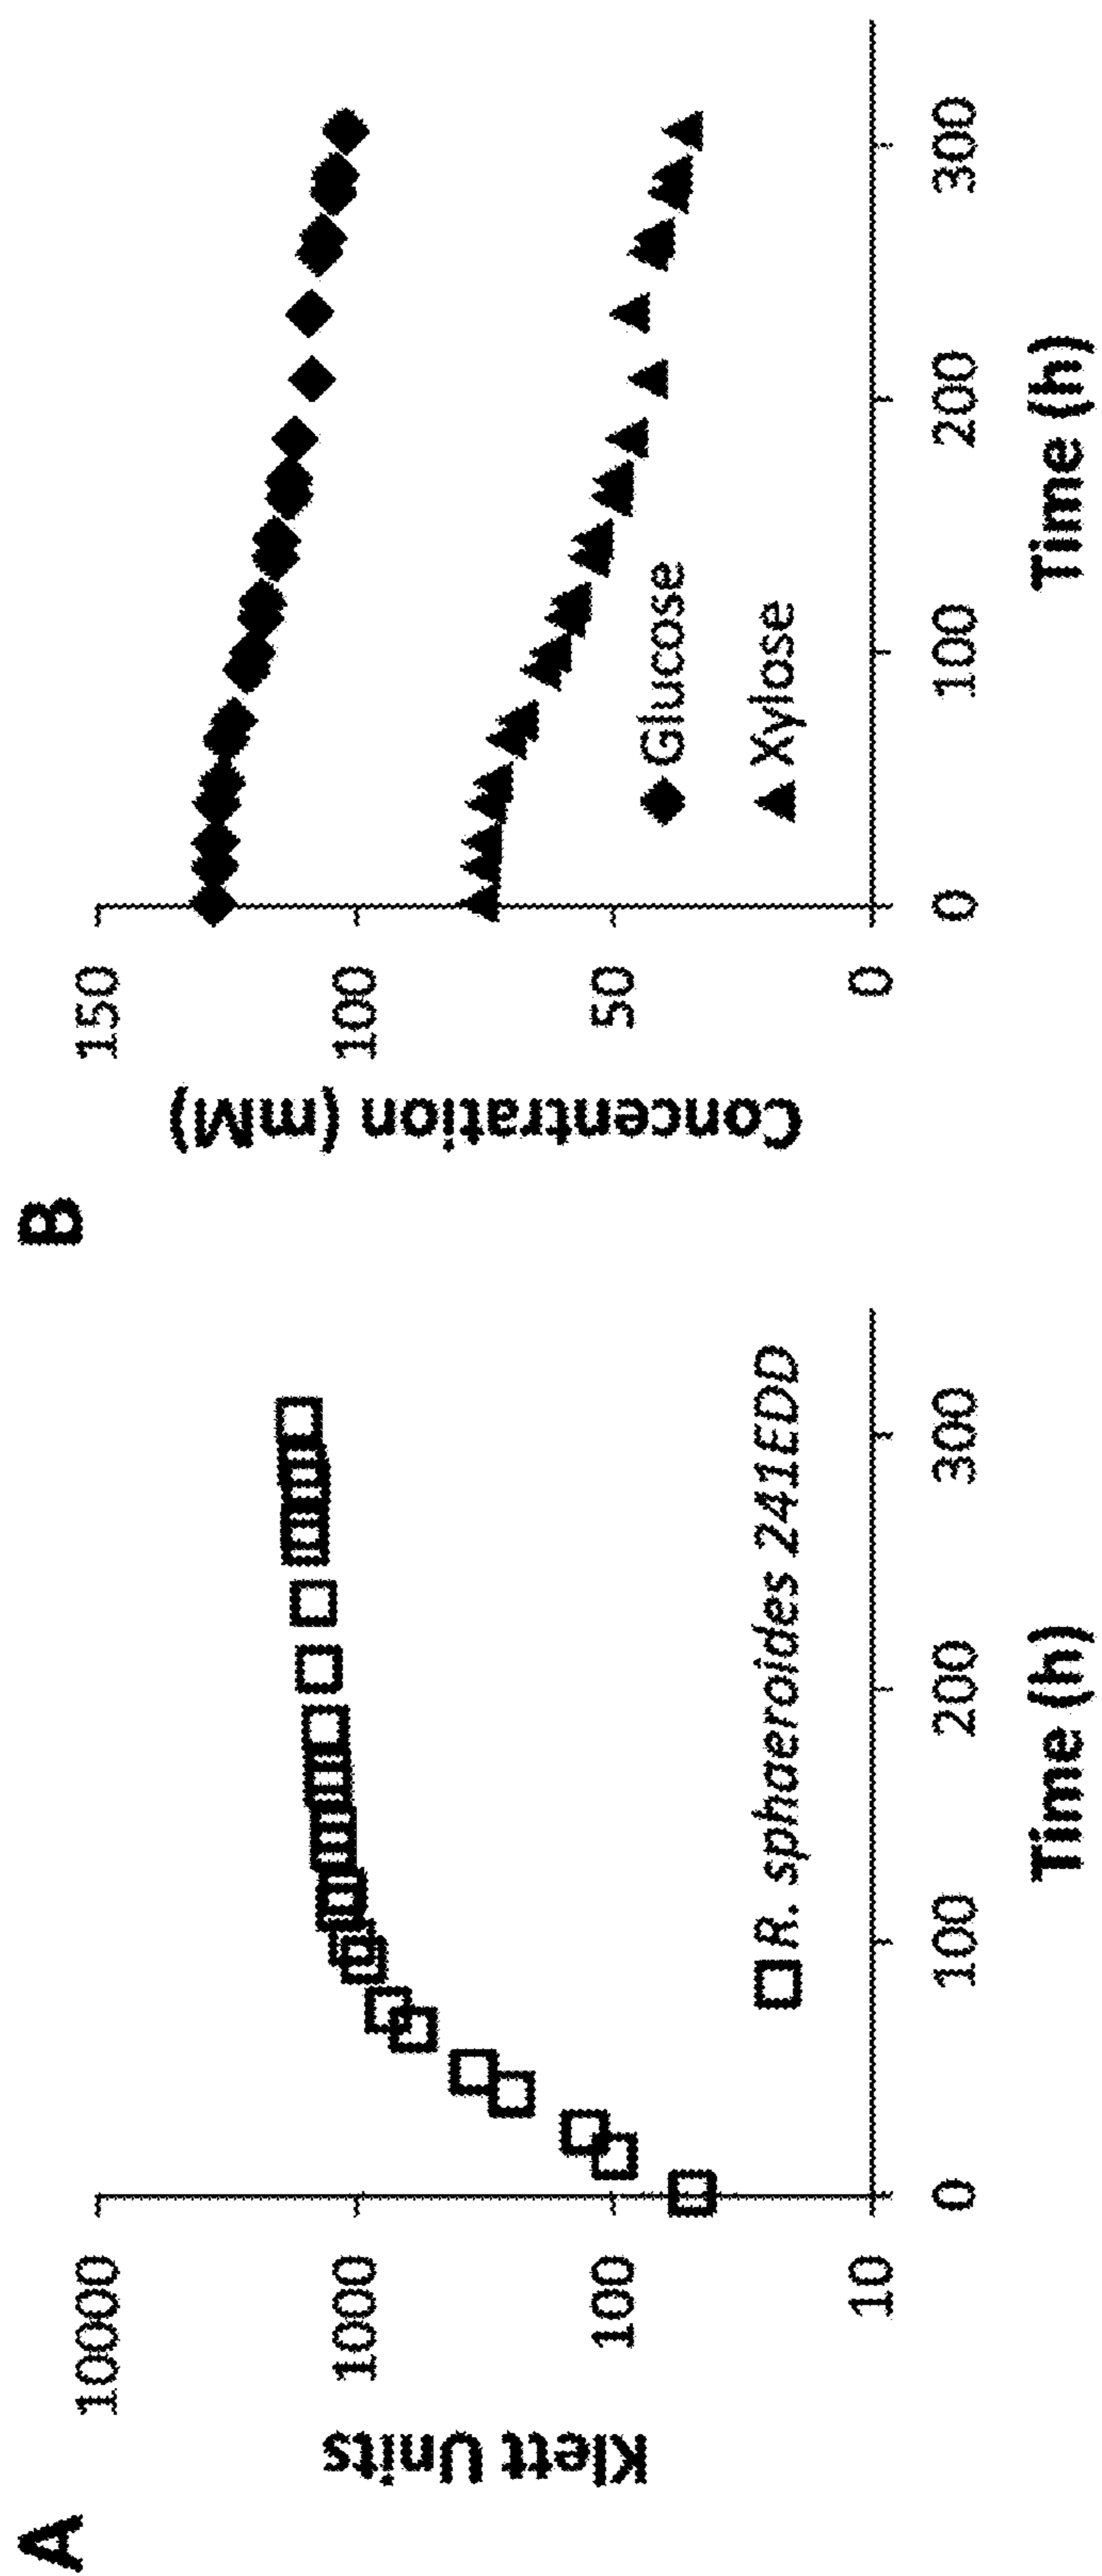 A
Klett Units
10000
1000
100
10
0
100
200
300
Time (h)
R. sphaeroides 241EDD
B
Concentration (mM)
150
100
50
0
0
100
200
300
Time (h)
Glucose
Xylose